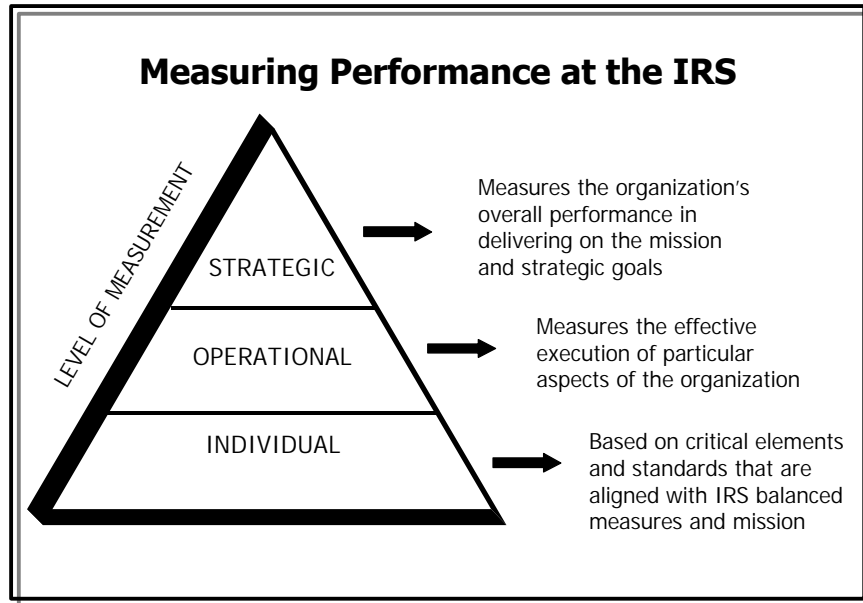 Measuring Performance at the IRS
LEVEL OF MEASUREMENT
STRATEGIC
Measures the organization's
overall performance in
delivering on the mission
and strategic goals
OPERATIONAL
Measures the effective
execution of particular
aspects of the organization
INDIVIDUAL
Based on critical elements
and standards that are
aligned with IRS balanced
measures and mission